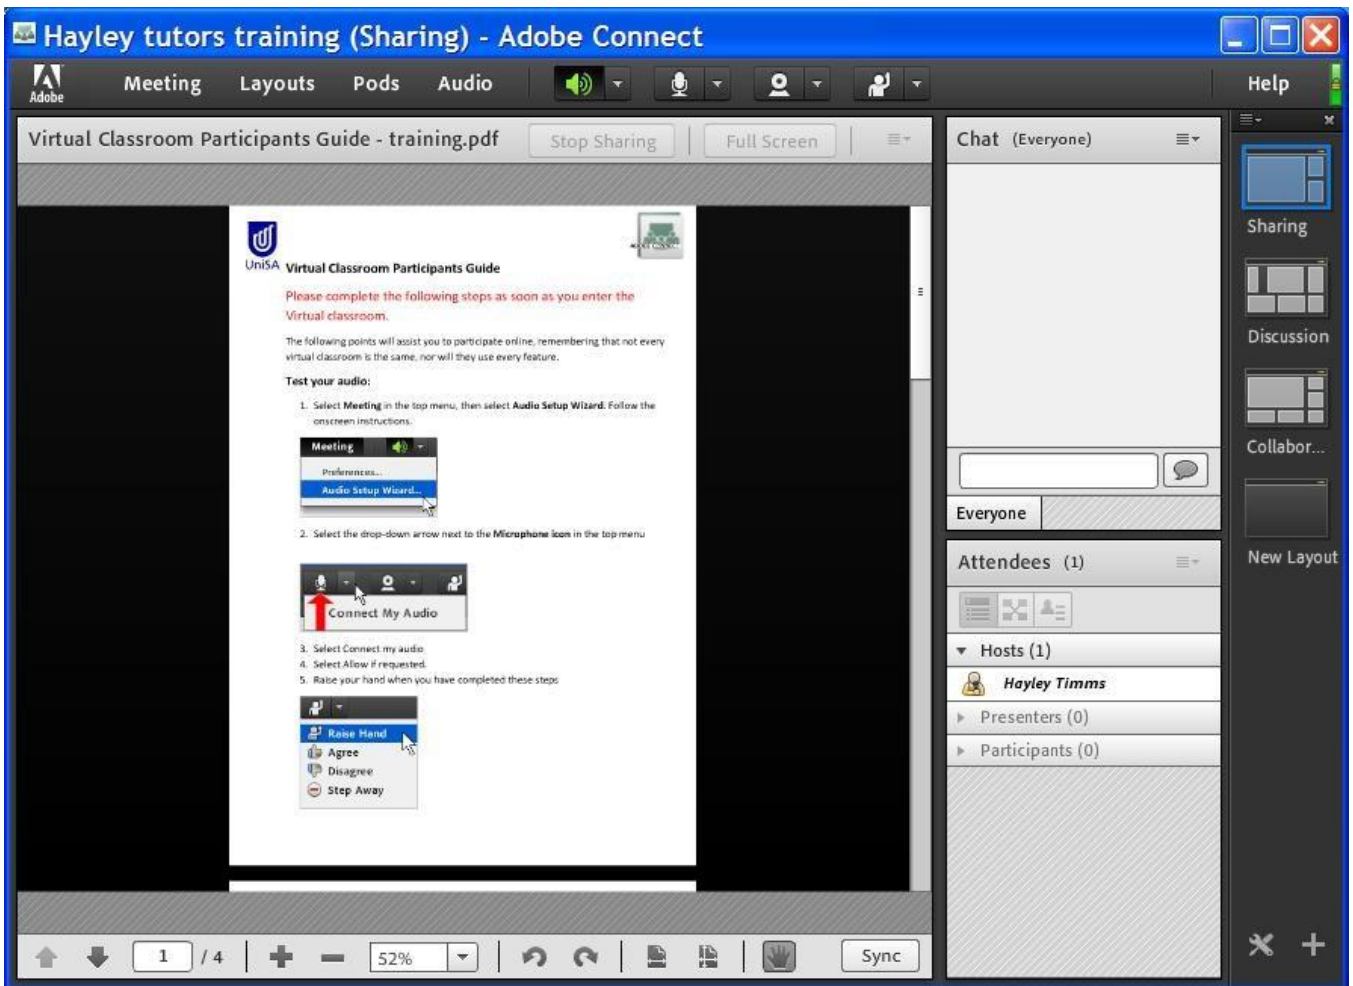 Hayley tutors training (Sharing) - Adobe Connect
Adobe
Meeting
Layouts
Pods
Audio
Help
Virtual Classroom Participants Guide - training.pdf
Stop Sharing
Full Screen
UniSA
Virtual Classroom Participants Guide
Please complete the following steps as soon as you enter the
Virtual classroom.
The following points will assist you to participate online, remembering that not every
virtual classroom is the same, nor will they use every feature.
Test your audio:
1. Select Meeting in the top menu, then select Audio Setup Wizard. Follow the
onscreen instructions.
Meeting
Preferences...
Audio Setup Wizard...
2. Select the drop-down arrow next to the Microphone icon in the top menu
Connect My Audio
3. Select Connect my audio
4. Select Allow if requested.
5. Raise your hand when you have completed these steps
Raise Hand
Agree
Disagree
Step Away
1 / 4
52%
Sync
Chat (Everyone)
Everyone
Attendees (1)
Hosts (1)
Hayley Timms
Presenters (0)
Participants (0)
Sharing
Discussion
Collabor...
New Layout